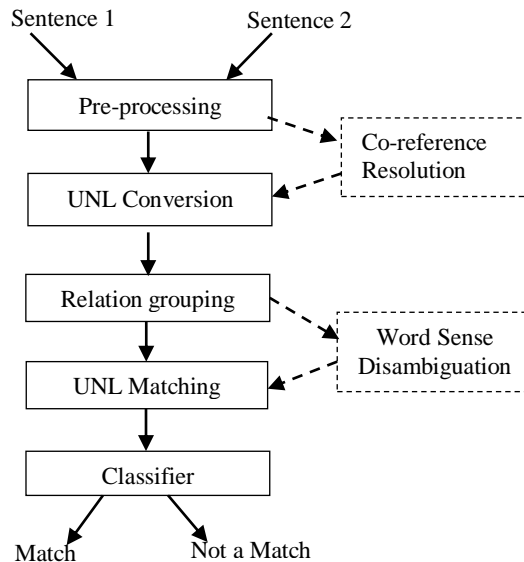 Sentence 1
Sentence 2
Pre-processing
Co-reference
Resolution
UNL Conversion
Relation grouping
Word Sense
Disambiguation
UNL Matching
Classifier
Match
Not a Match